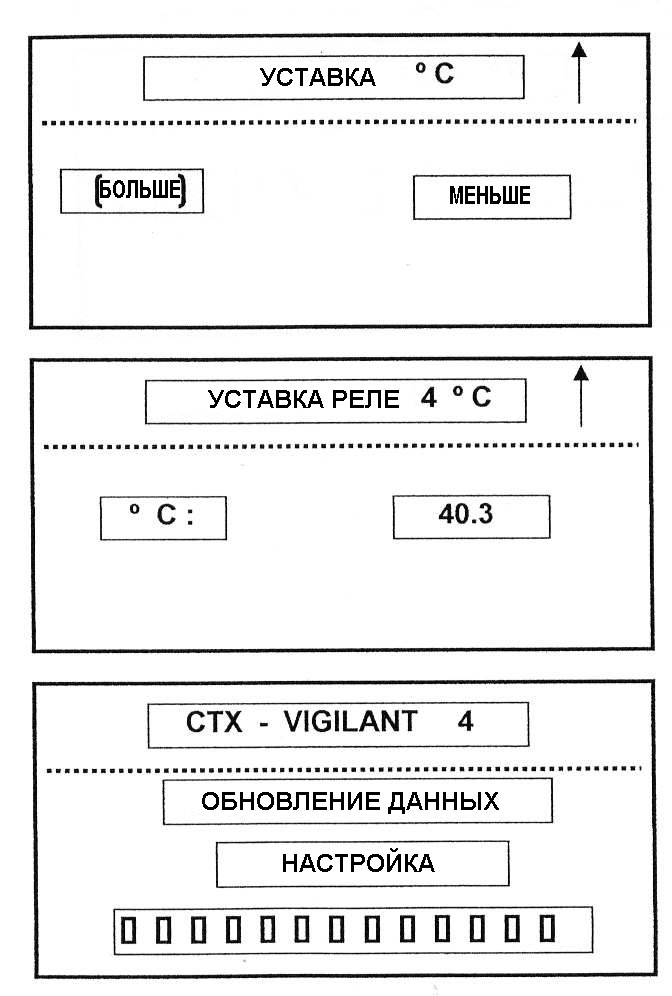 УСТАВКА º C
(БОЛЬШЕ) МЕНЬШЕ
УСТАВКА РЕЛЕ 4 º C
º C : 40.3
CTX - VIGILANT 4
ОБНОВЛЕНИЕ ДАННЫХ
НАСТРОЙКА